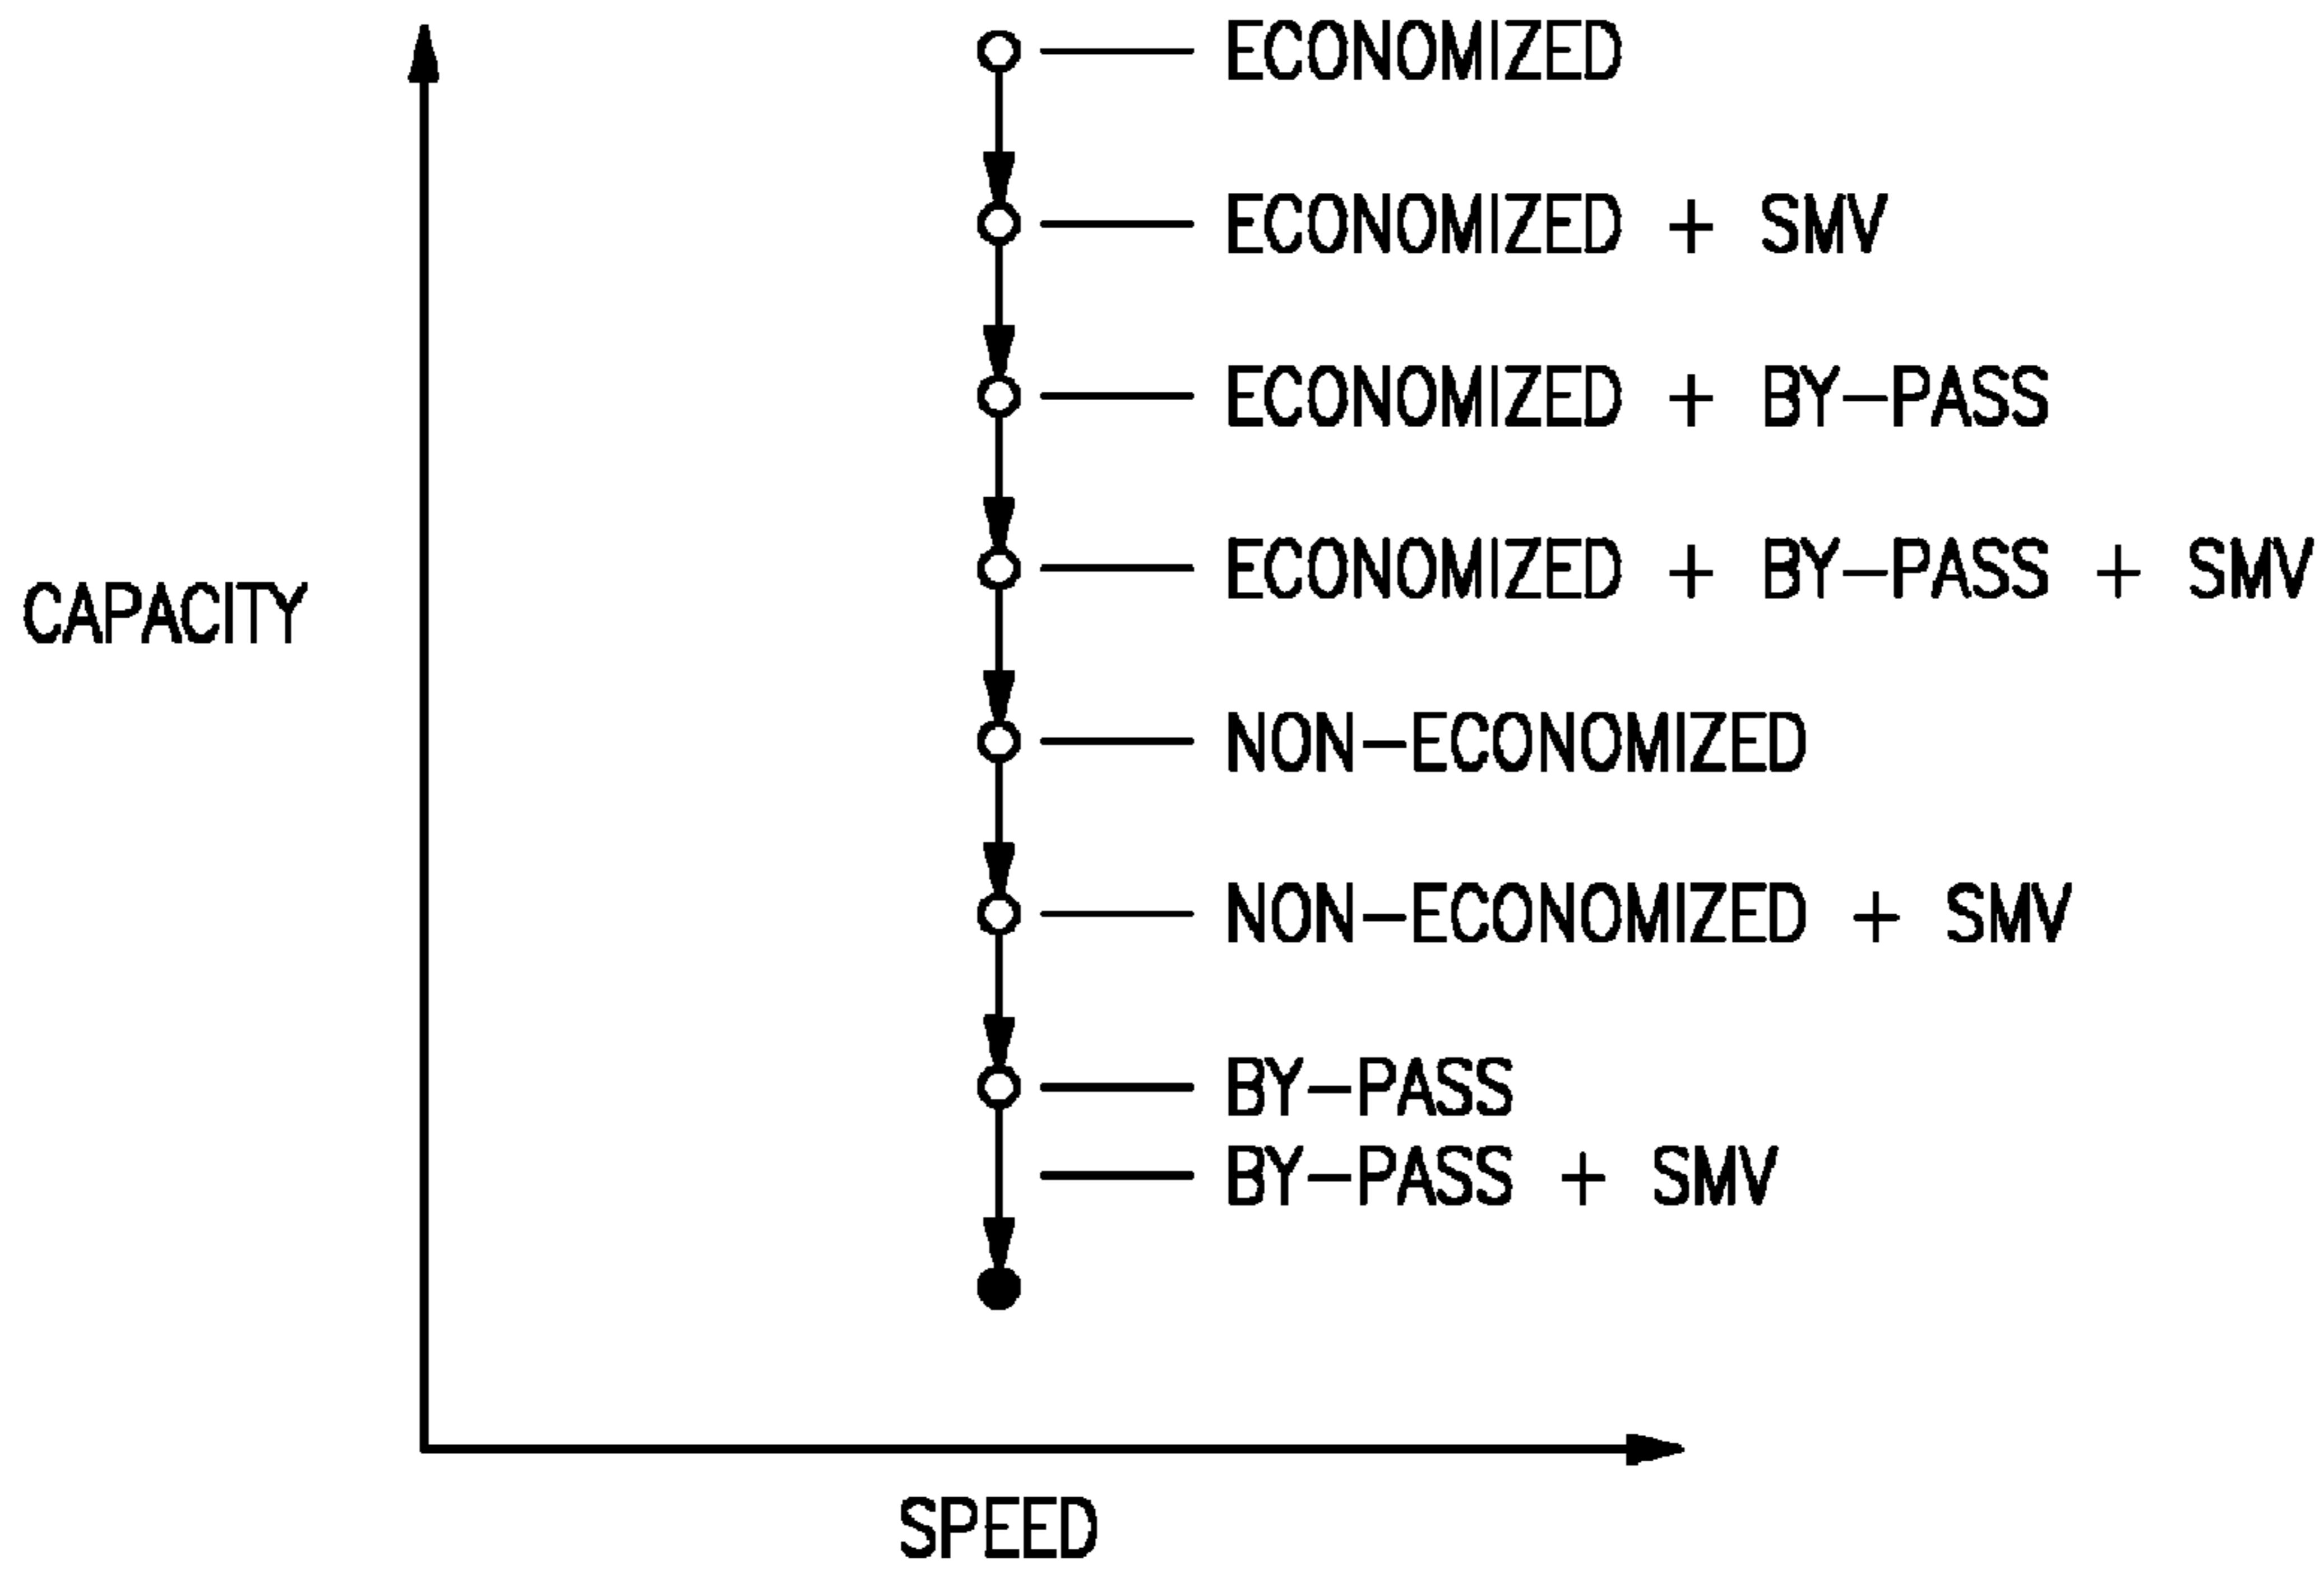 ECONOMIZED
ECONOMIZED + SMV
ECONOMIZED + BY-PASS
ECONOMIZED + BY-PASS + SMV
CAPACITY
NON-ECONOMIZED
NON-ECONOMIZED + SMV
BY-PASS
BY-PASS + SMV
SPEED